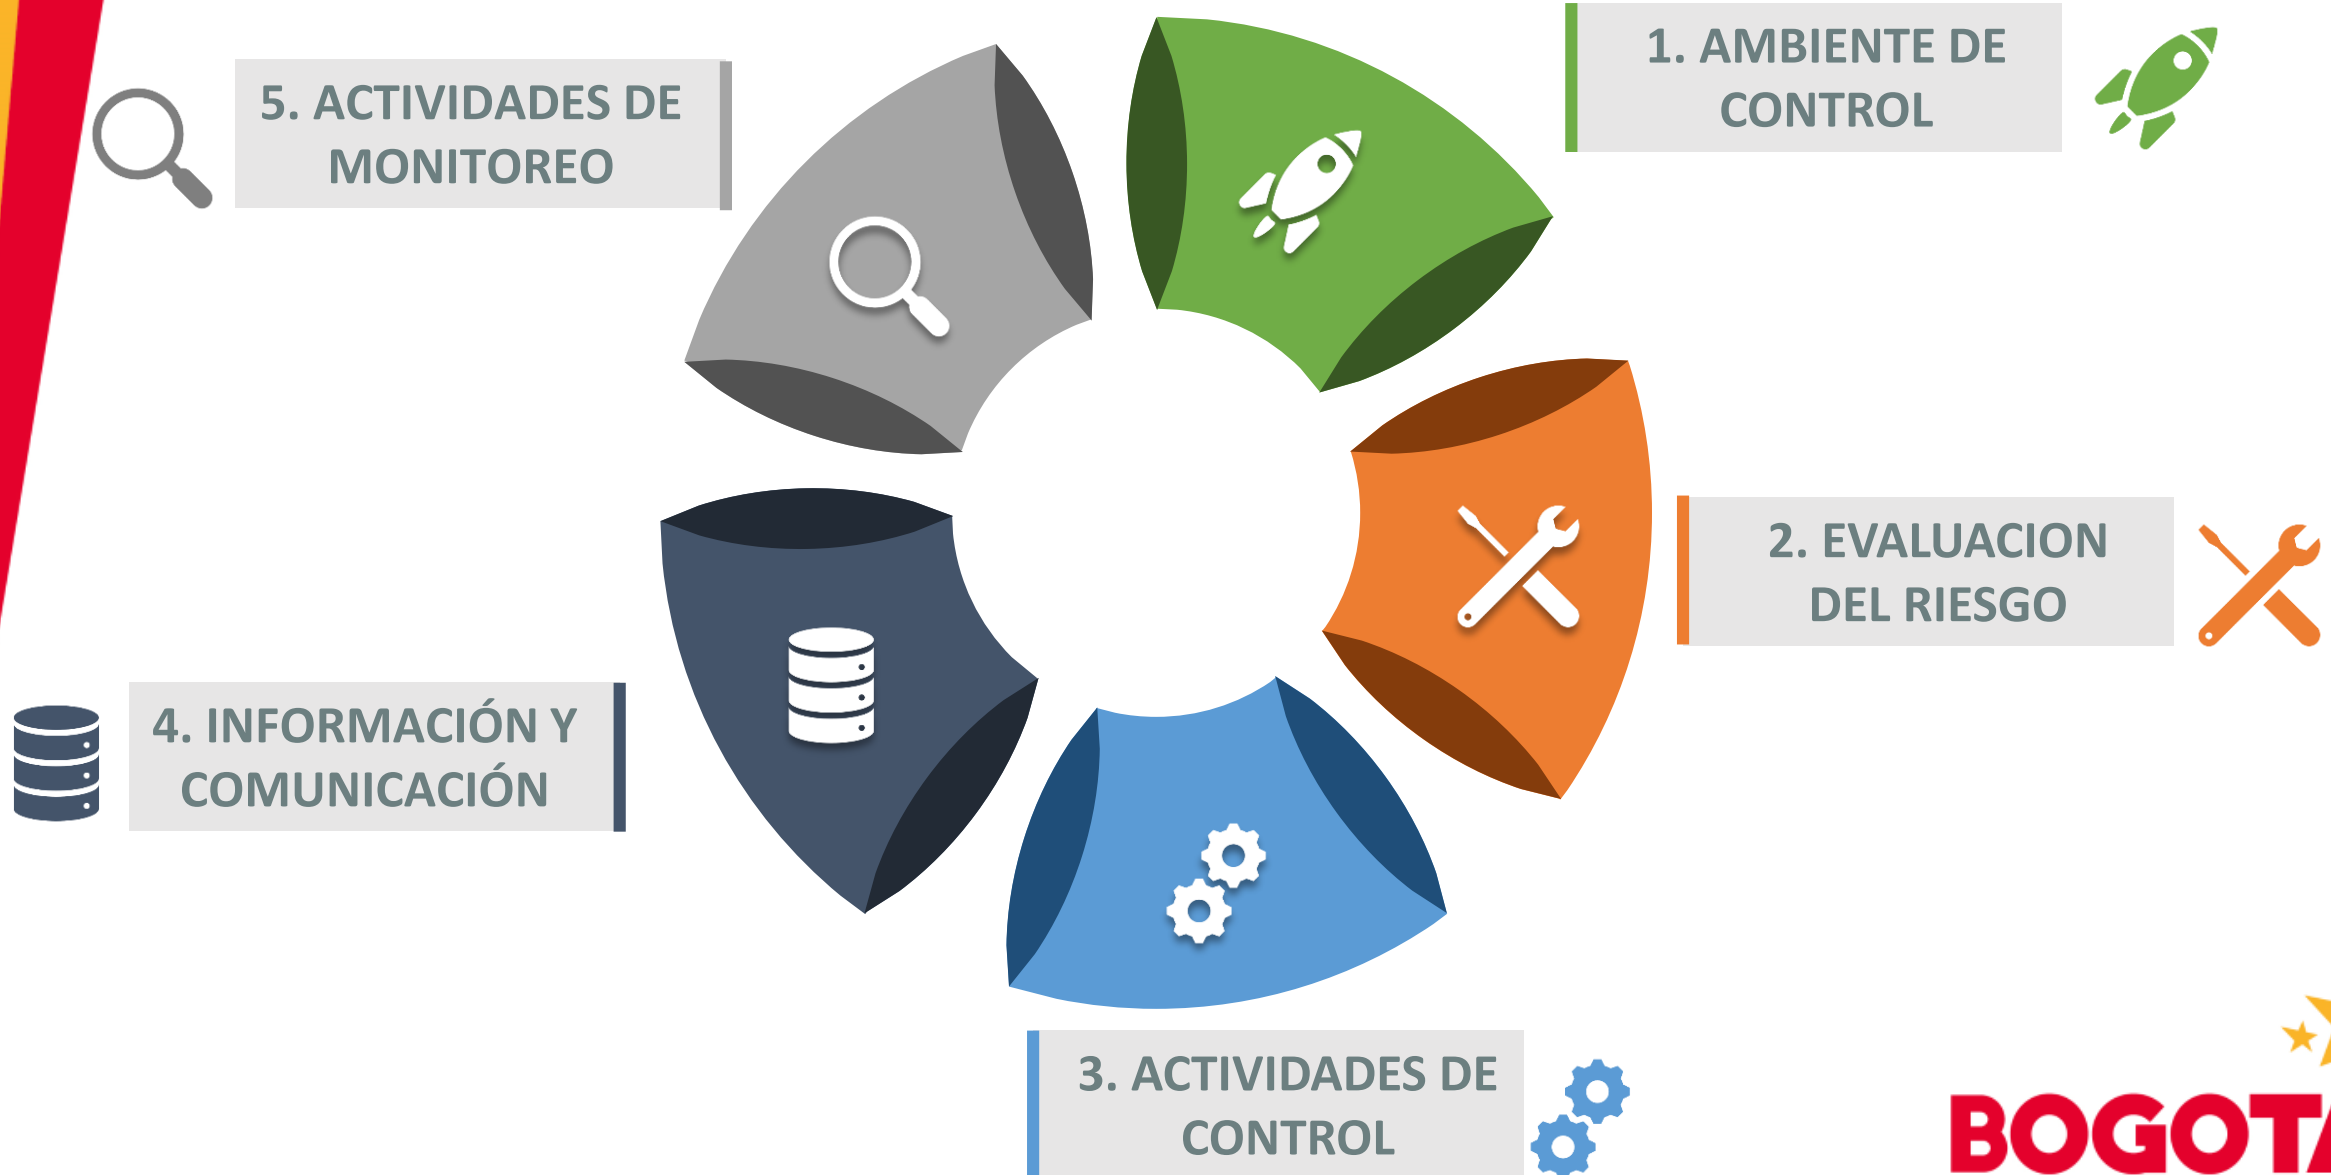 1. AMBIENTE DE
CONTROL
5. ACTIVIDADES DE
MONITOREO
2. EVALUACION
DEL RIESGO
4. INFORMACIÓN Y
COMUNICACIÓN
3. ACTIVIDADES DE
CONTROL
BOGOTÁ